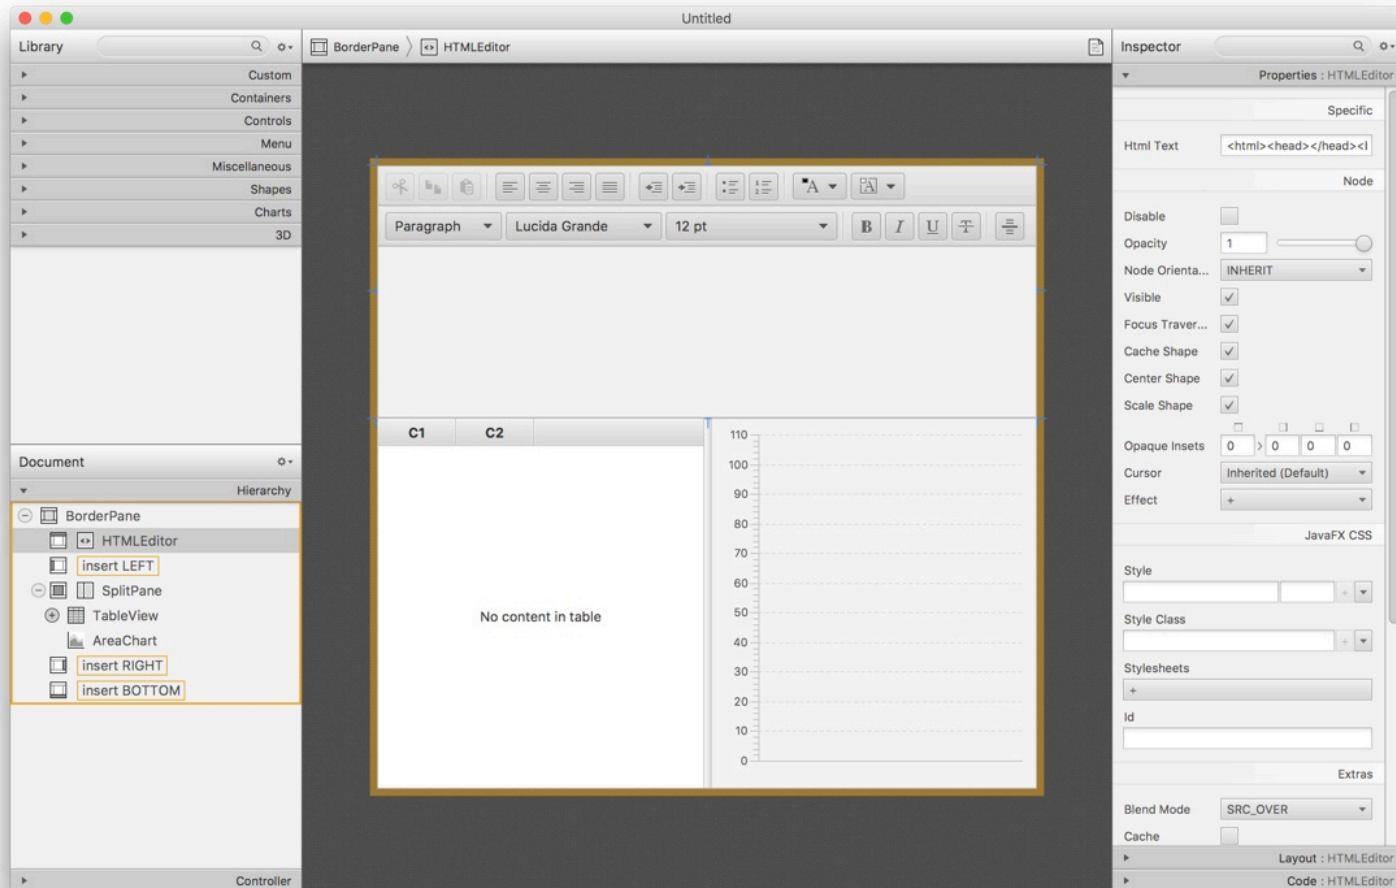 Untitled
Library
BorderPane
HTMLEditor
Inspector
Custom
Containers
Controls
Menu
Miscellaneous
Shapes
Charts
3D
Document
Hierarchy
BorderPane
HTMLEditor
insert LEFT
SplitPane
TableView
AreaChart
insert RIGHT
insert BOTTOM
Controller
Paragraph
Lucida Grande
12 pt
B
I
U
T
C1
C2
No content in table
110
100
90
80
70
60
50
40
30
20
10
0
Properties : HTMLEditor
Specific
Html Text <html><head></head><
Node
Disable
Opacity 1
Node Orienta... INHERIT
Visible
Focus Traver...
Cache Shape
Center Shape
Scale Shape
Opaque Insets 0 > 0 0 0
Cursor Inherited (Default)
Effect +
JavaFX CSS
Style
+
Style Class
+
Stylesheets
+
Id
Extras
Blend Mode SRC_OVER
Cache
Layout : HTMLEditor
Code : HTMLEditor